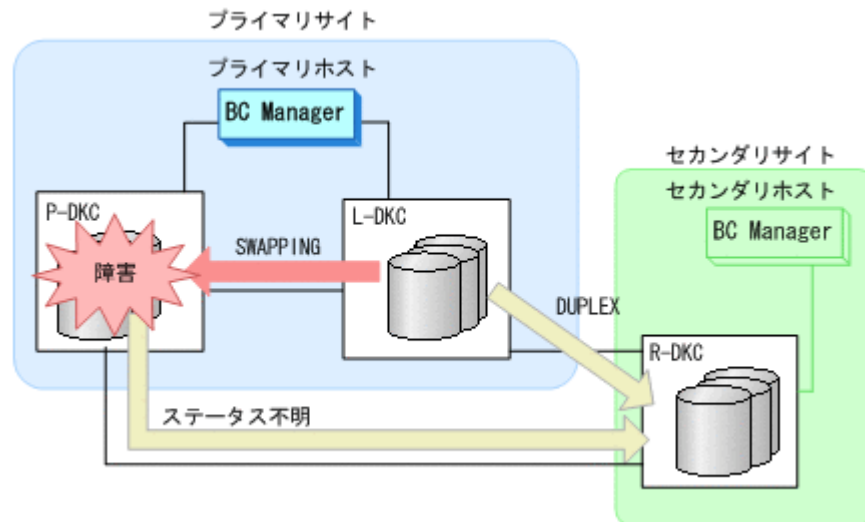 プライマリサイト
プライマリホスト
BC Manager
セカンダリサイト
セカンダリホスト
BC Manager
P-DKC
L-DKC
SWAPPING
障害
DUPLEX
R-DKC
ステータス不明